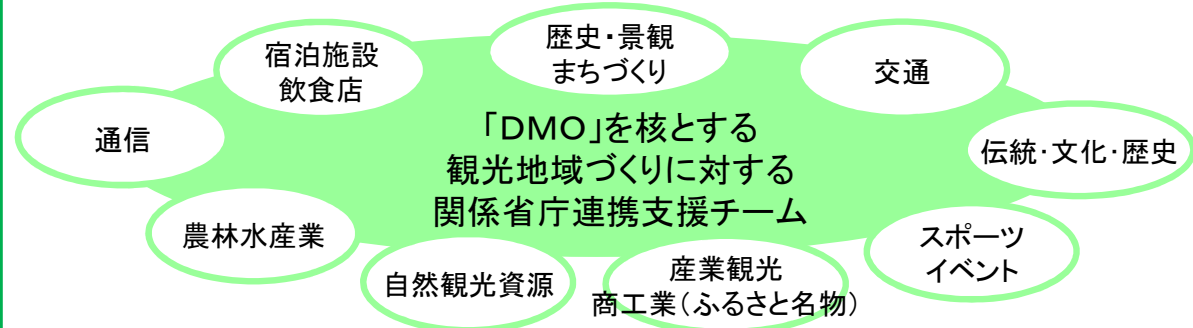 歴史・景観
まちづくり
宿泊施設
飲食店
交通
通信
「DMO」を核とする
観光地域づくりに対する
関係省庁連携支援チーム
伝統・文化・歴史
農林水産業
スポーツ
イベント
自然観光資源
産業観光
商工業(ふるさと名物)